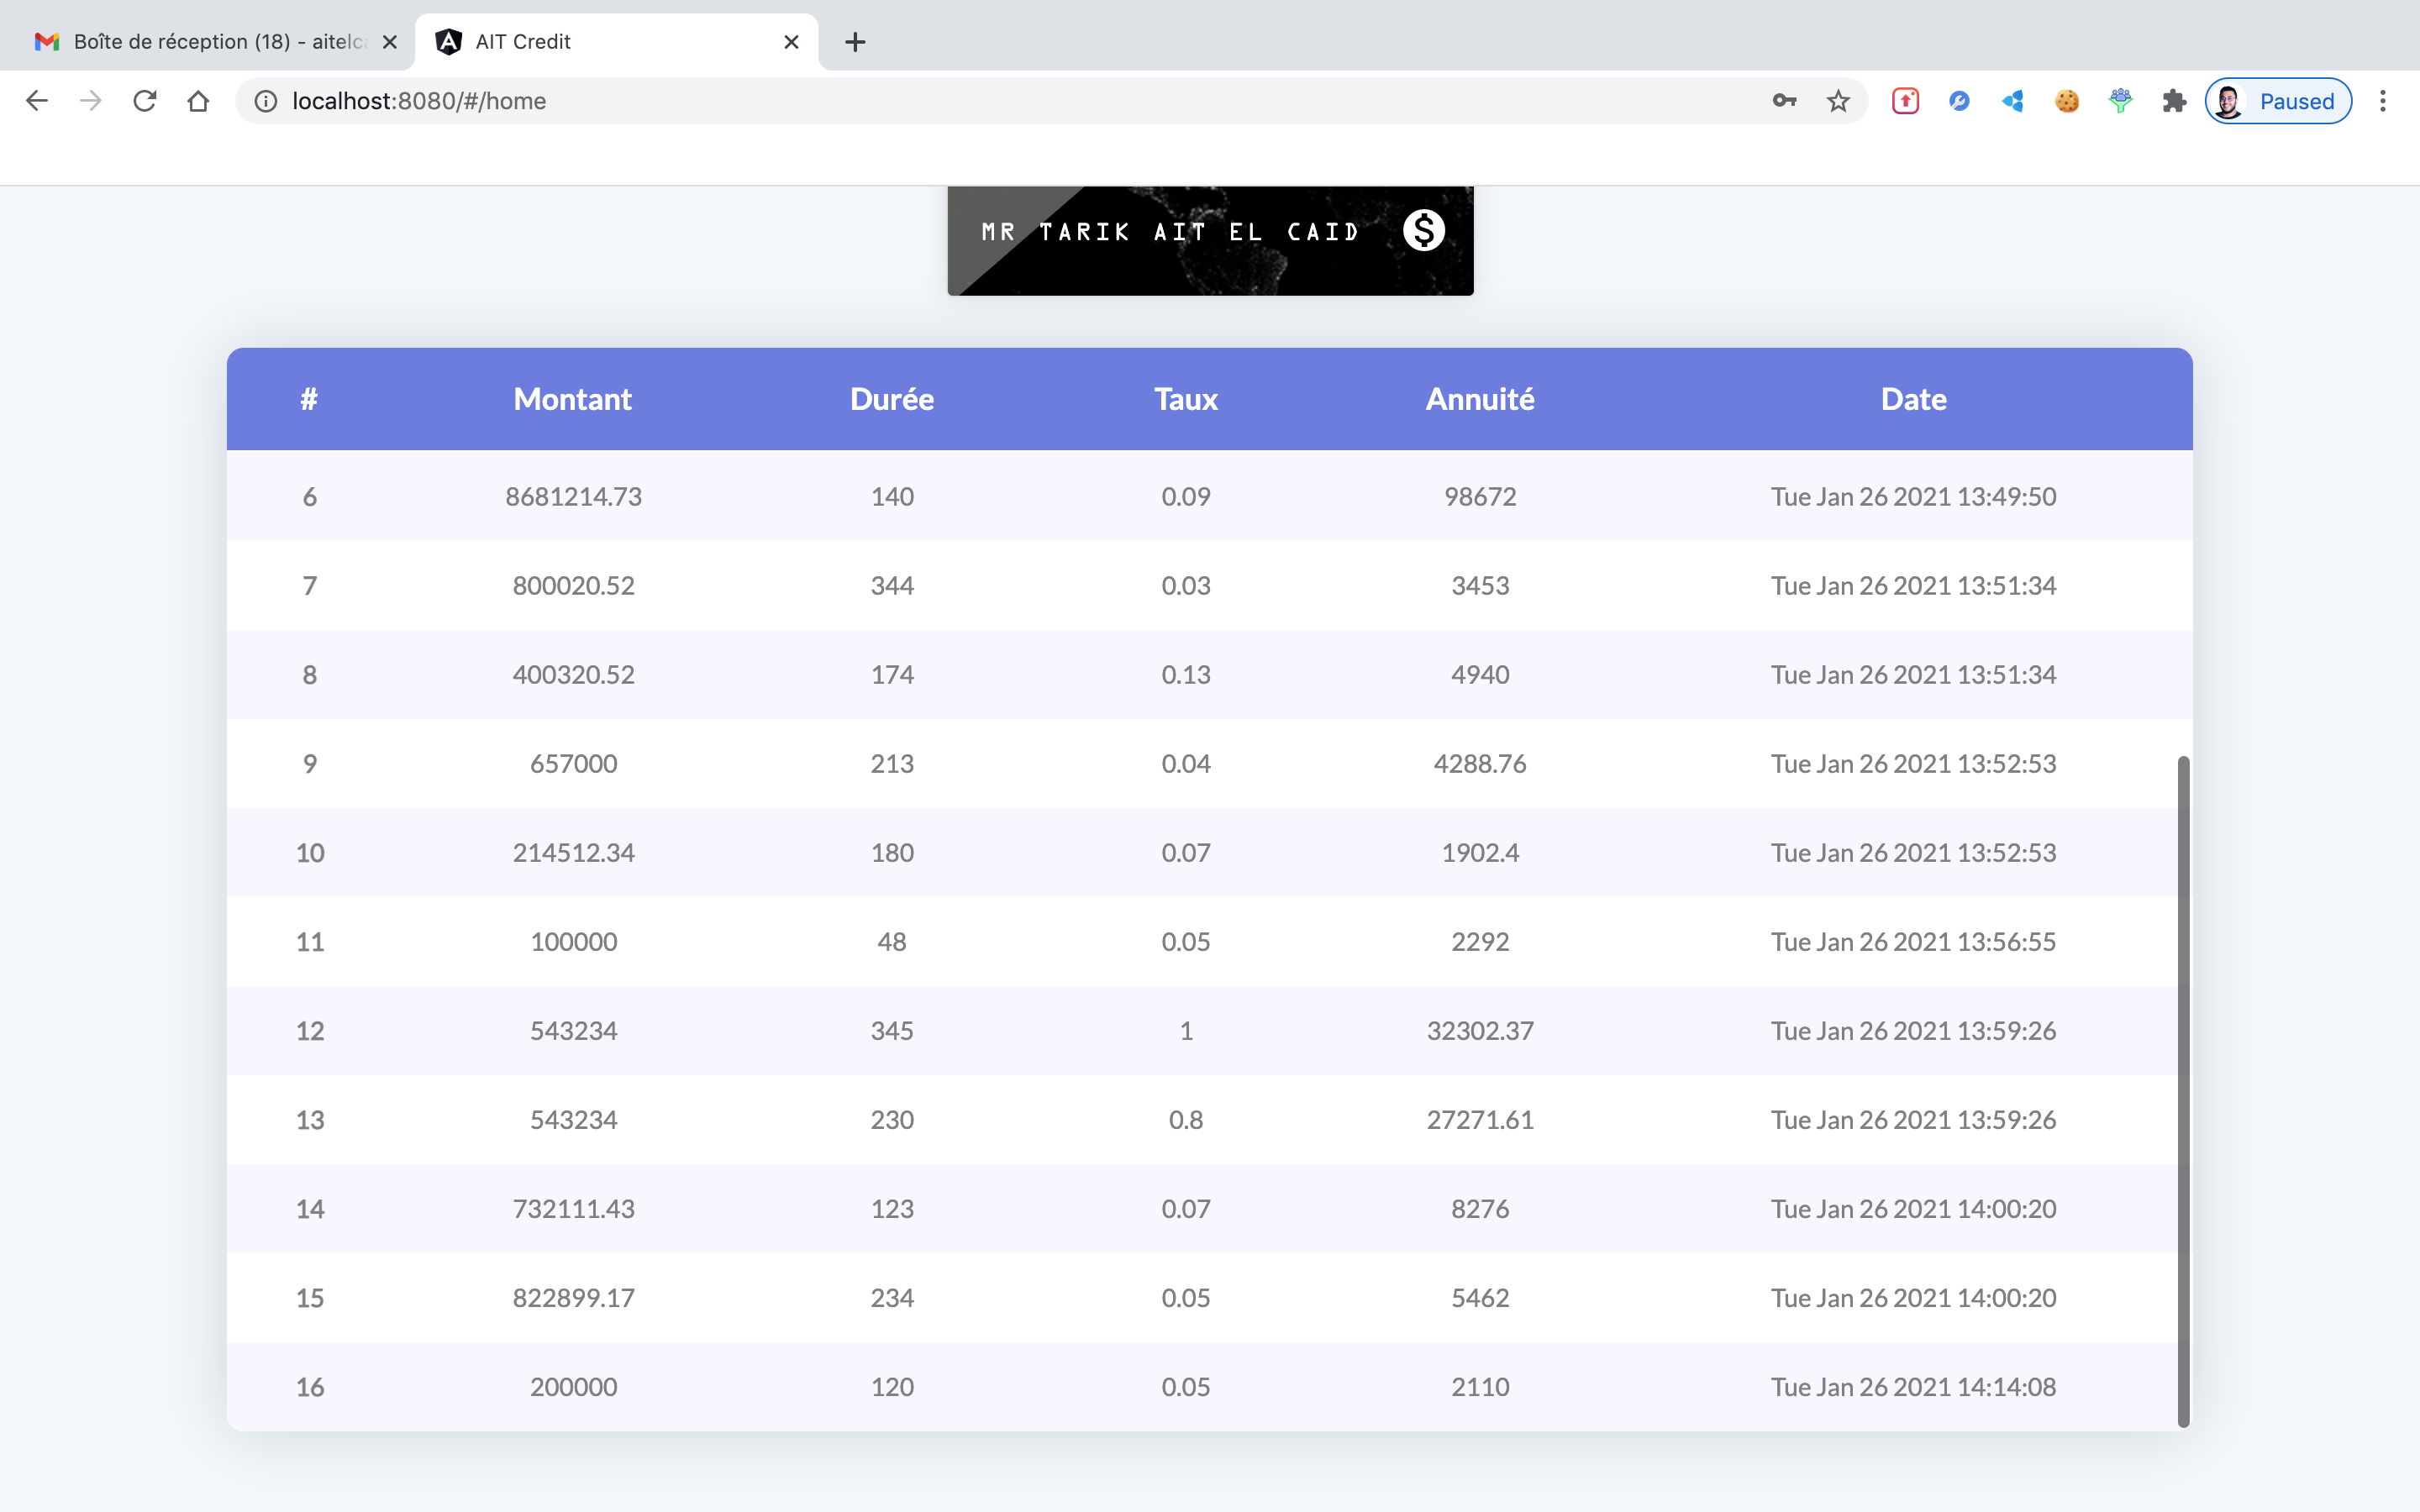 Boîte de réception (18) - aitelca
AIT Credit
localhost:8080/#/home
Paused
MR TARIK AIT EL CAID
# Montant Durée Taux Annuité Date
6 8681214.73 140 0.09 98672 Tue Jan 26 2021 13:49:50
7 800020.52 344 0.03 3453 Tue Jan 26 2021 13:51:34
8 400320.52 174 0.13 4940 Tue Jan 26 2021 13:51:34
9 657000 213 0.04 4288.76 Tue Jan 26 2021 13:52:53
10 214512.34 180 0.07 1902.4 Tue Jan 26 2021 13:52:53
11 100000 48 0.05 2292 Tue Jan 26 2021 13:56:55
12 543234 345 1 32302.37 Tue Jan 26 2021 13:59:26
13 543234 230 0.8 27271.61 Tue Jan 26 2021 13:59:26
14 732111.43 123 0.07 8276 Tue Jan 26 2021 14:00:20
15 822899.17 234 0.05 5462 Tue Jan 26 2021 14:00:20
16 200000 120 0.05 2110 Tue Jan 26 2021 14:14:08